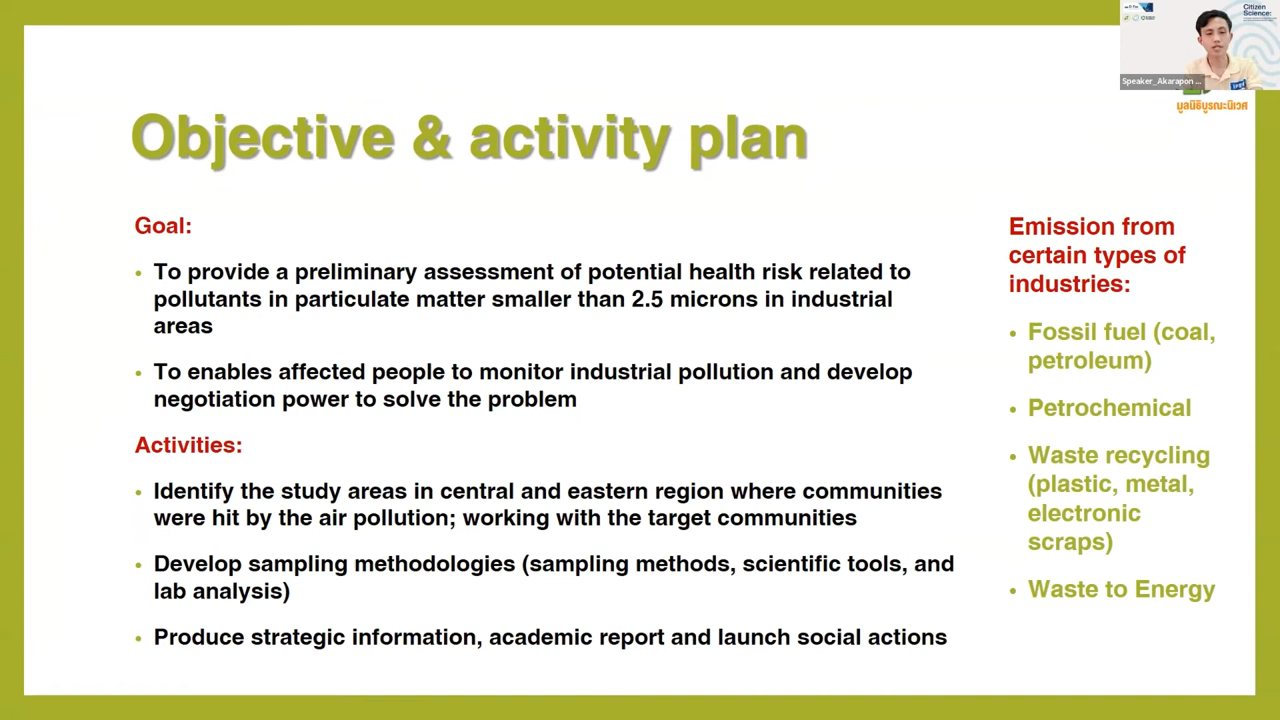 Objective & activity plan
Goal:
• To provide a preliminary assessment of potential health risk related to
pollutants in particulate matter smaller than 2.5 microns in industrial
areas
• To enables affected people to monitor industrial pollution and develop
negotiation power to solve the problem
Activities:
• Identify the study areas in central and eastern region where communities
were hit by the air pollution; working with the target communities
• Develop sampling methodologies (sampling methods, scientific tools, and
lab analysis)
• Produce strategic information, academic report and launch social actions
Emission from
certain types of
industries:
• Fossil fuel (coal,
petroleum)
• Petrochemical
• Waste recycling
(plastic, metal,
electronic
scraps)
• Waste to Energy
Citizen
Science:
Speaker_Akarapon ...
มูลนิธิบูรณะนิเวศ